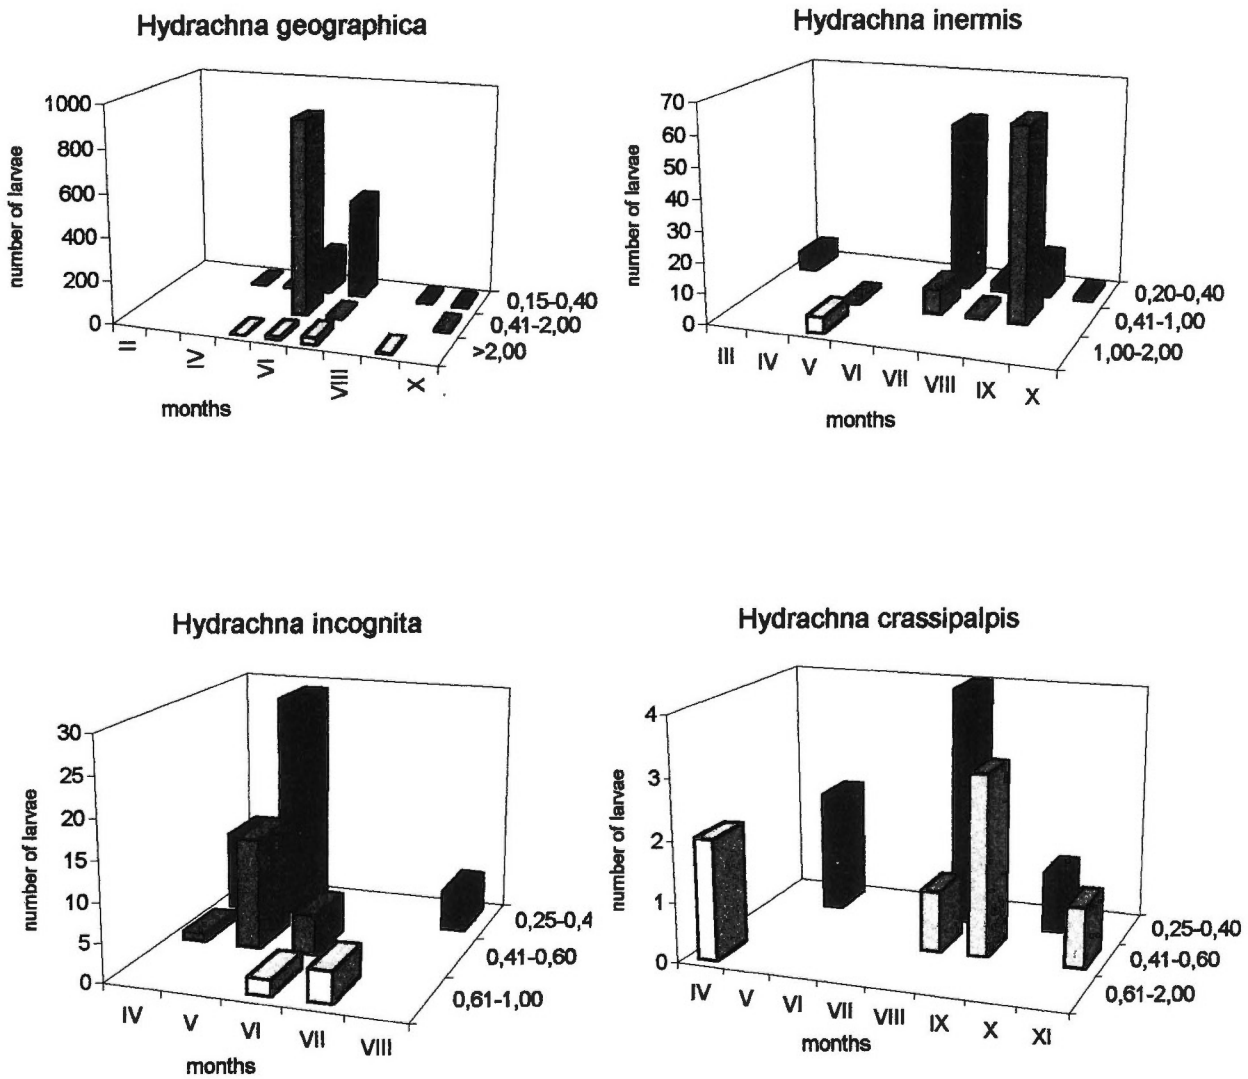 Hydrachna geographica
number of larvae
1000
800
600
400
200
0
II
IV
VI
VIII
X
months
0,15-0,40
0,41-2,00
>2,00
Hydrachna inermis
number of larvae
70
60
50
40
30
20
10
0
III
IV
V
VI
VII
VIII
IX
X
months
0,20-0,40
0,41-1,00
1,00-2,00
Hydrachna incognita
number of larvae
30
25
20
15
10
5
0
IV
V
VI
VII
VIII
months
0,25-0,4
0,41-0,60
0,61-1,00
Hydrachna crassipalpis
number of larvae
4
3
2
1
0
IV
V
VI
VII
VIII
IX
X
XI
months
0,25-0,40
0,41-0,60
0,61-2,00